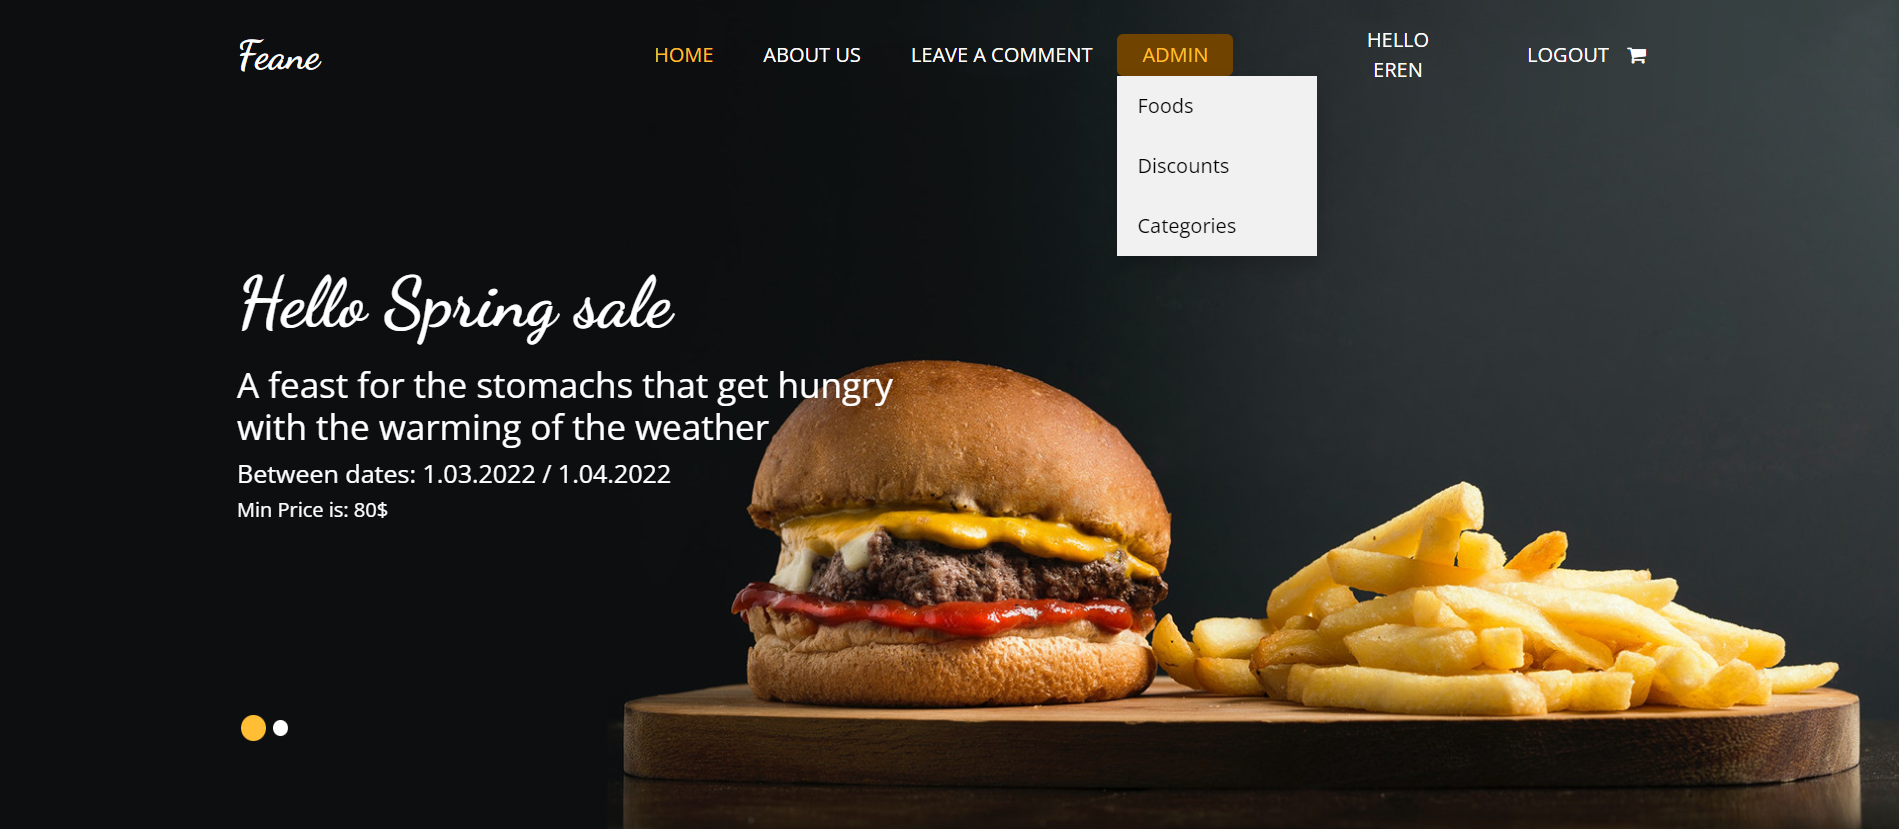 Feane
HOME
ABOUT US
LEAVE A COMMENT
ADMIN
HELLO
EREN
LOGOUT
Foods
Discounts
Categories
Hello Spring sale
A feast for the stomachs that get hungry
with the warming of the weather
Between dates: 1.03.2022 / 1.04.2022
Min Price is: 80$